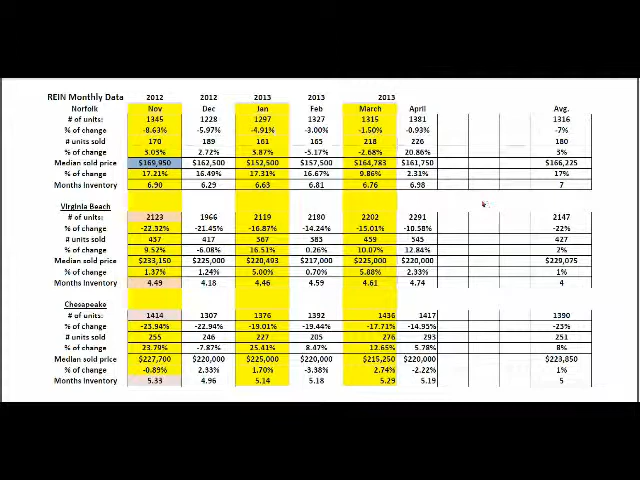 REIN Monthly Data 2012 2012 2013 2013 2013
Norfolk Nov Dec Jan Feb March April Avg.
# of units: 1345 1228 1297 1327 1315 1381 1316
% of change -8.63% -5.97% -4.91% -3.00% -1.50% -0.93% -7%
# units sold 170 189 161 165 218 226 180
% of change 3.03% 2.72% 3.87% -5.17% -2.68% 20.86% 3%
Median sold price $169,950 $162,500 $152,500 $157,500 $164,783 $161,750 $166,225
% of change 17.21% 16.49% 17.31% 16.67% 9.86% 2.31% 17%
Months Inventory 6.90 6.29 6.63 6.81 6.76 6.98 7
Virginia Beach
# of units: 2123 1966 2119 2180 2202 2291 2147
% of change -22.32% -21.45% -16.87% -14.24% -15.01% -10.58% -22%
# units sold 437 417 367 383 459 545 427
% of change 9.52% -6.08% 16.51% 0.26% 10.07% 12.84% 2%
Median sold price $233,150 $225,000 $220,493 $217,000 $225,000 $220,000 $229,075
% of change 1.37% 1.24% 5.00% 0.70% 5.88% 2.33% 1%
Months Inventory 4.49 4.18 4.46 4.59 4.61 4.74 4
Chesapeake
# of units: 1414 1307 1376 1392 1436 1417 1390
% of change -23.94% -22.94% -19.01% -19.44% -17.71% -14.95% -23%
# units sold 255 246 227 205 276 293 251
% of change 23.79% -7.87% 25.41% 8.47% 12.65% 5.78% 8%
Median sold price $227,700 $220,000 $225,000 $220,000 $215,250 $220,000 $223,850
% of change -0.89% 2.33% 1.70% -3.38% 2.74% -2.22% 1%
Months Inventory 5.33 4.96 5.14 5.18 5.29 5.19 5